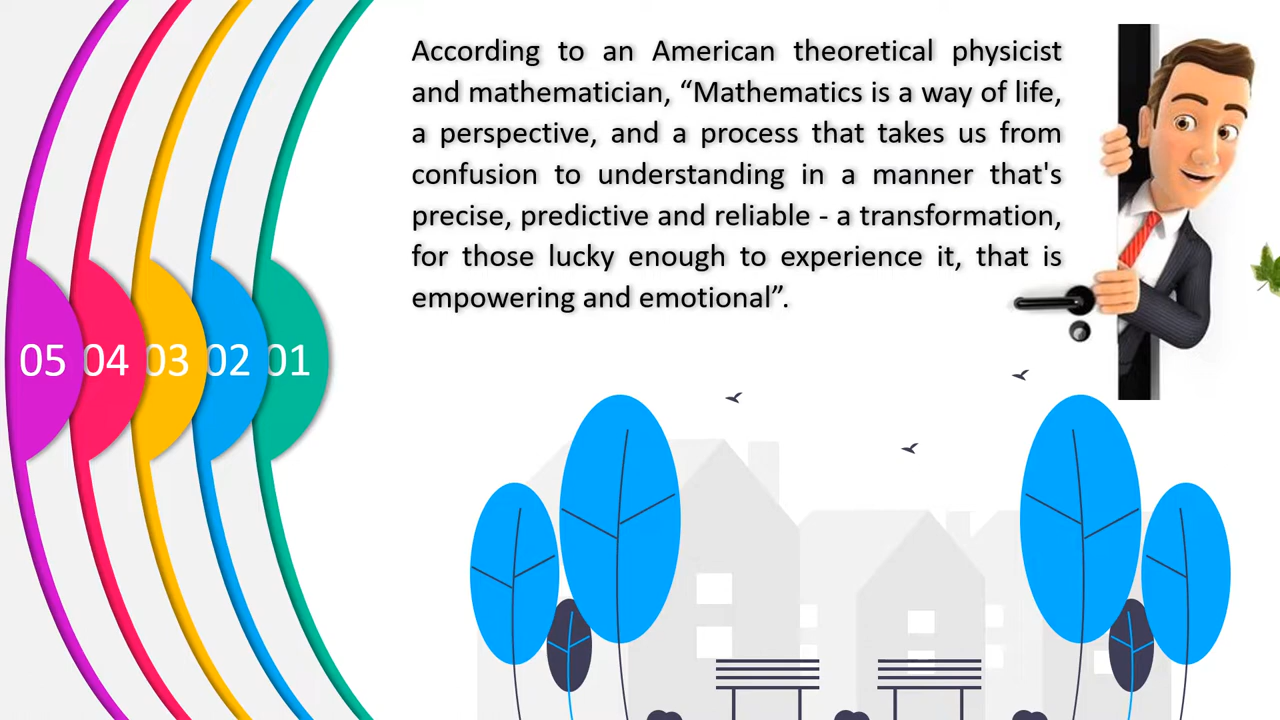 According to an American theoretical physicist
and mathematician, “Mathematics is a way of life,
a perspective, and a process that takes us from
confusion to understanding in a manner that's
precise, predictive and reliable - a transformation,
for those lucky enough to experience it, that is
empowering and emotional”.
05 04 03 02 01